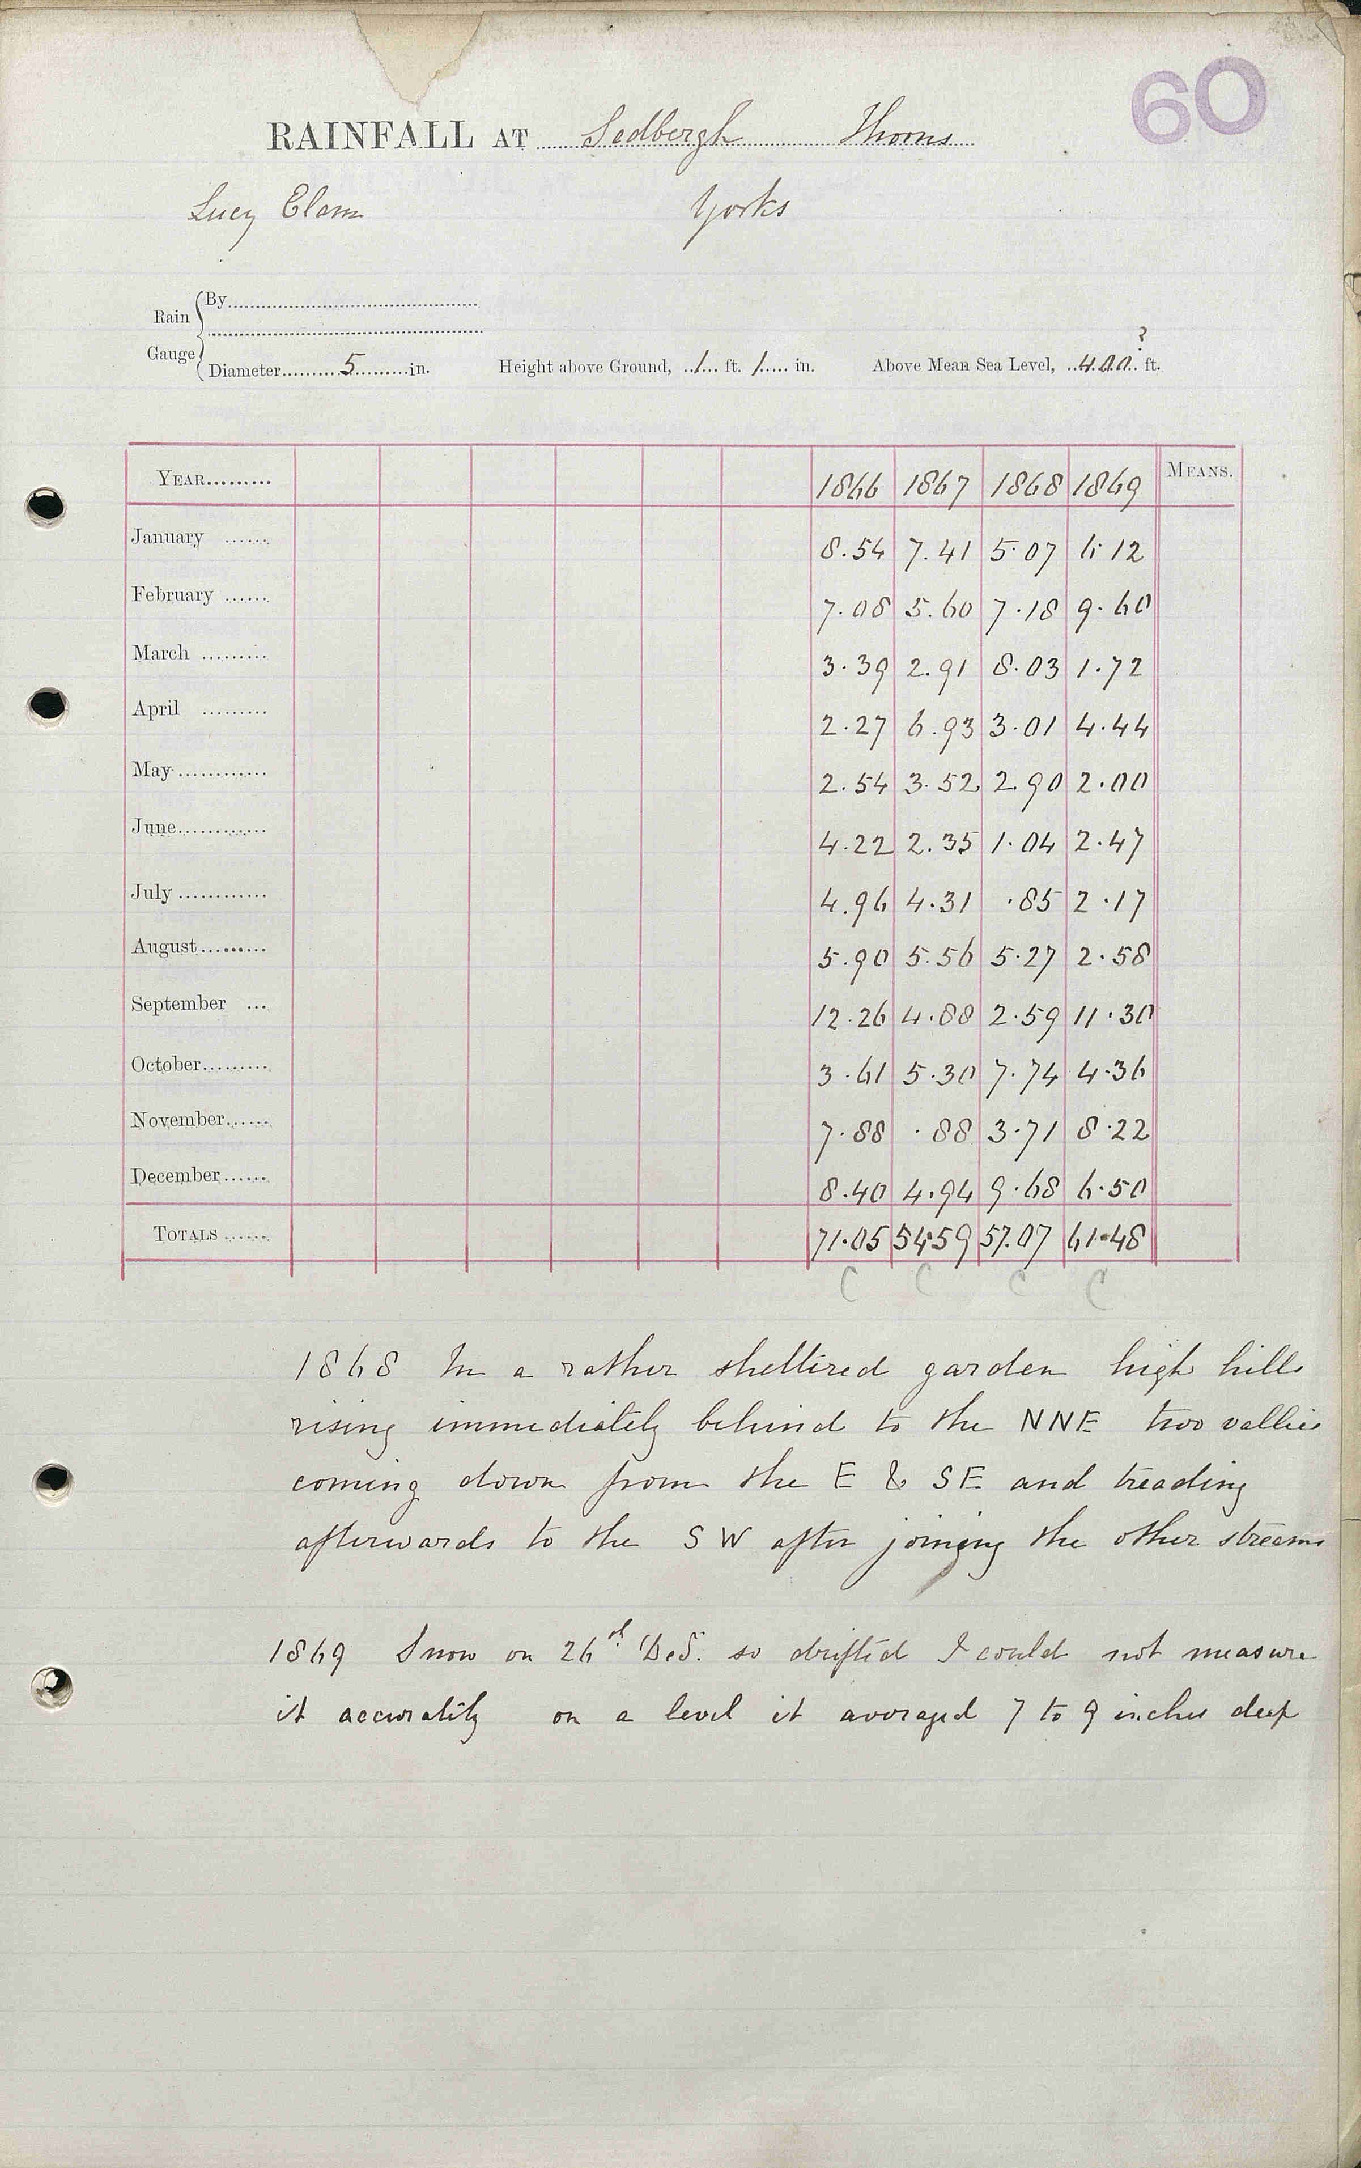 60
RAINFALL AT Sedbergh Thorns
Lucy Elam Yorks
Rain Gauge
By
Diameter 5 in. Height above Ground, 1 ft. 1 in. Above Mean Sea Level, 400 ? ft.
YEAR 1866 1867 1868 1869 MEANS.
January 8.54 7.41 5.07 6.12
February 7.08 5.60 7.18 9.60
March 3.39 2.91 8.03 1.72
April 2.27 6.93 3.01 4.44
May 2.54 3.52 2.90 2.00
June 4.22 2.35 1.04 2.47
July 4.96 4.31 .85 2.17
August 5.90 5.56 5.27 2.58
September 12.26 4.88 2.59 11.30
October 3.61 5.30 7.74 4.36
November 7.88 .88 3.71 8.22
December 8.40 4.94 9.68 6.50
TOTALS 71.05 54.59 57.07 61.48
C C C C
1868 In a rather sheltered garden high hills
rising immediately behind to the NNE two vallies
coming down from the E & SE and treading
afterwards to the SW after joining the other streams
1869 Snow on 26 so drifted I could not measure
it accurately on a level it averaged 7 to 9 inches deep